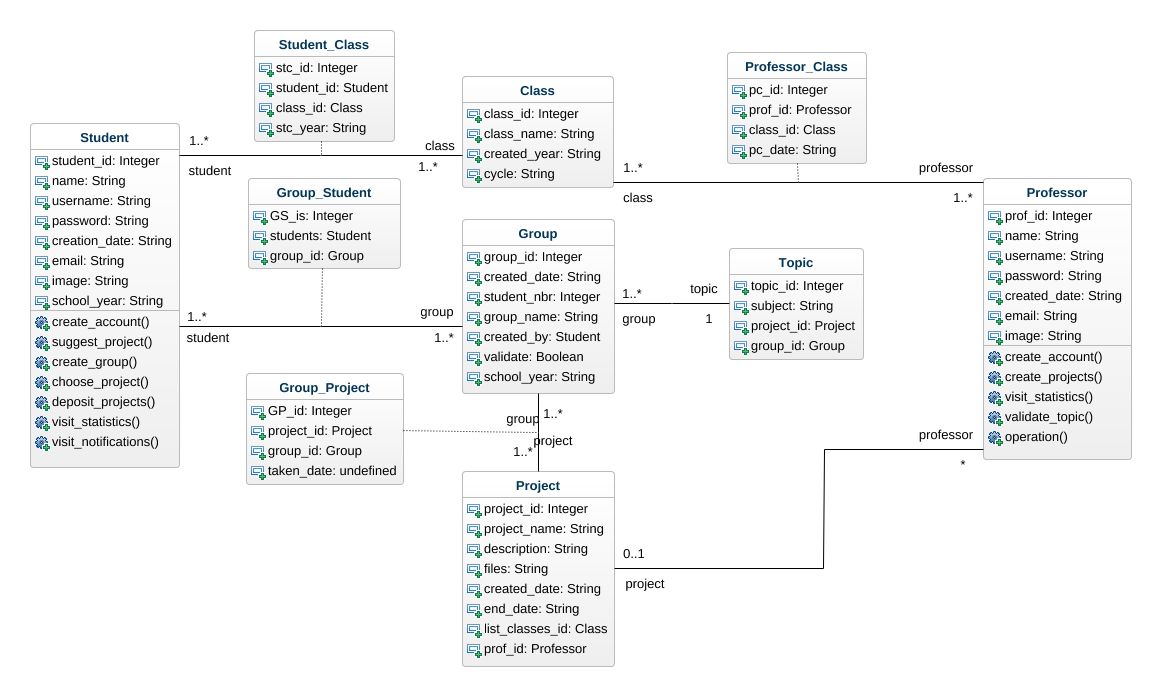 Student_Class
stc_id: Integer
student_id: Student
class_id: Class
stc_year: String
Professor_Class
pc_id: Integer
prof_id: Professor
class_id: Class
pc_date: String
Class
class_id: Integer
class_name: String
created_year: String
cycle: String
Student
student_id: Integer
name: String
username: String
password: String
creation_date: String
email: String
image: String
school_year: String
create_account()
suggest_project()
create_group()
choose_project()
deposit_projects()
visit_statistics()
visit_notifications()
1..*
student
class
1..*
1..*
class
professor
1..*
Group_Student
GS_is: Integer
students: Student
group_id: Group
Group
group_id: Integer
created_date: String
student_nbr: Integer
group_name: String
created_by: Student
validate: Boolean
school_year: String
1..*
student
group
1..*
1..*
group
topic
1
Topic
topic_id: Integer
subject: String
project_id: Project
group_id: Group
Professor
prof_id: Integer
name: String
username: String
password: String
created_date: String
email: String
image: String
create_account()
create_projects()
visit_statistics()
validate_topic()
operation()
Group_Project
GP_id: Integer
project_id: Project
group_id: Group
taken_date: undefined
group
1..*
project
1..*
professor
*
Project
project_id: Integer
project_name: String
description: String
files: String
created_date: String
end_date: String
list_classes_id: Class
prof_id: Professor
0..1
project